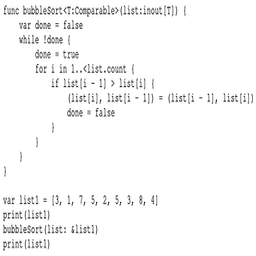 func bubbleSort<T:Comparable>(list:inout[T]) {
    var done = false
    while !done {
        done = true
        for i in 1..<list.count {
            if list[i - 1] > list[i] {
                (list[i], list[i - 1]) = (list[i - 1], list[i])
                done = false
            }
        }
    }
}

var list1 = [3, 1, 7, 5, 2, 5, 3, 8, 4]
print(list1)
bubbleSort(list: &list1)
print(list1)